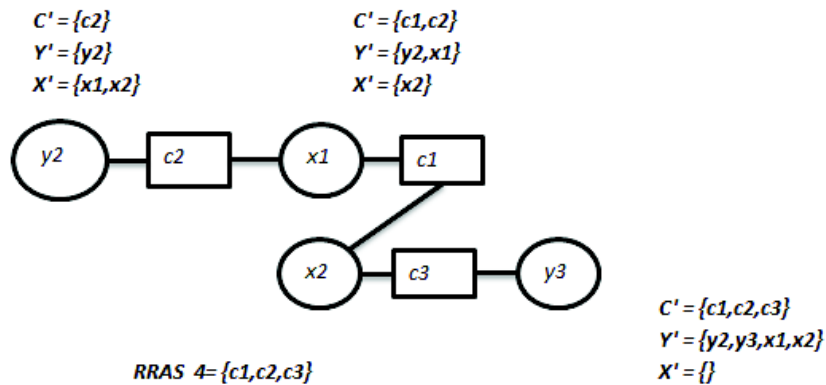 C' = {c2}
Y' = {y2}
X' = {x1,x2}
C' = {c1,c2}
Y' = {y2,x1}
X' = {x2}
y2 c2 x1 c1
x2 c3 y3
C' = {c1,c2,c3}
Y' = {y2,y3,x1,x2}
X' = {}
RRAS 4= {c1,c2,c3}